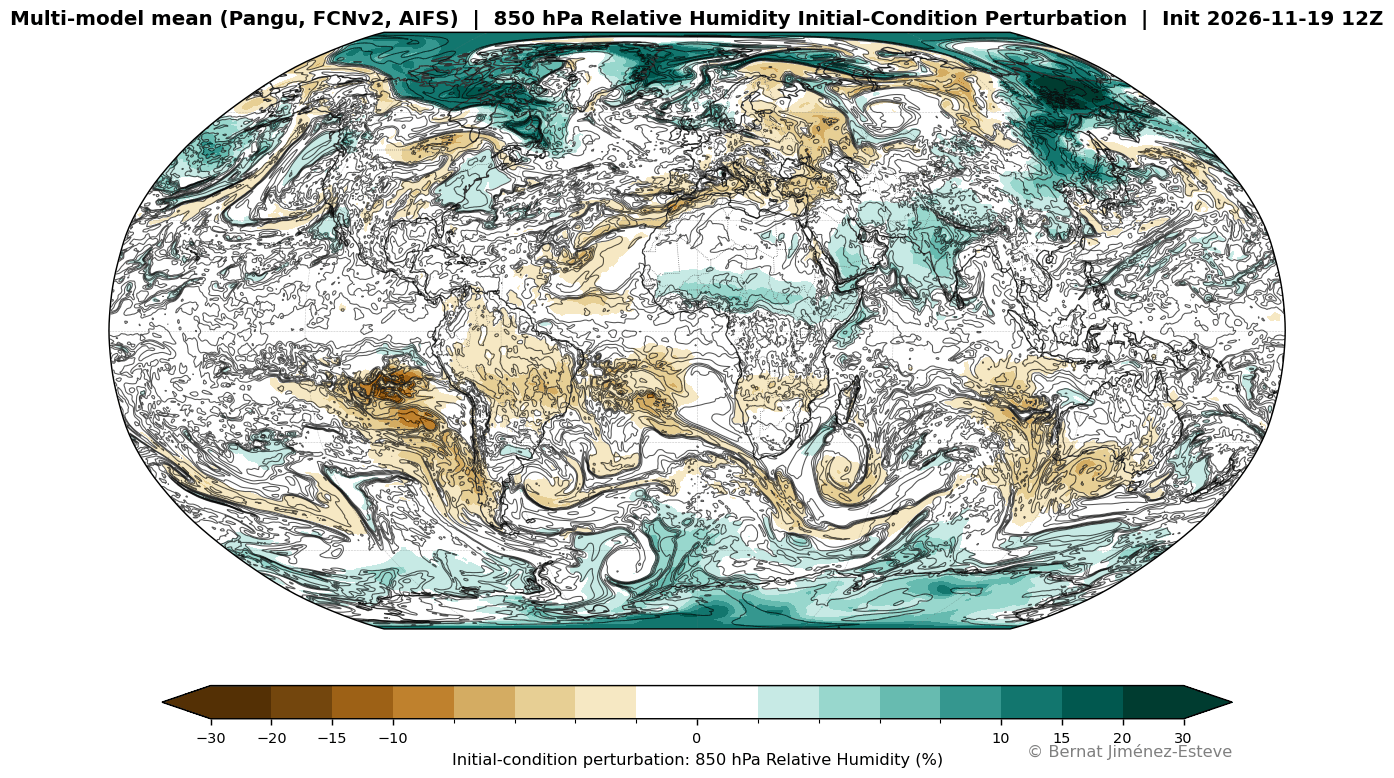 Multi-model mean (Pangu, FCNv2, AIFS)  |  850 hPa Relative Humidity Initial-Condition Perturbation  |  Init 2026-11-19 12Z
−30 −20 −15 −10 0 10 15 20 30
Initial-condition perturbation: 850 hPa Relative Humidity (%)
© Bernat Jiménez-Esteve